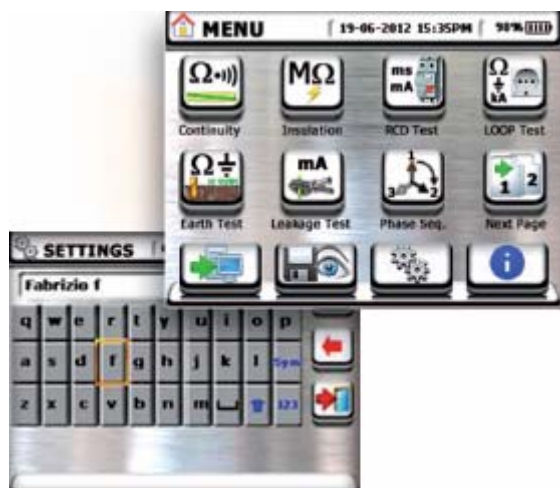 MENU 19-06-2012 15:35PM 98%
Ω•)) MΩ ms mA Ω kA
Continuity Insulation RCD Test LOOP Test
Ω mA 1 3 2 1 2
Earth Test Leakage Test Phase Seq. Next Page
i
SETTINGS
Fabrizio f
q w e r t y u i o p
a s d f g h j k l Sym
z x c v b n m 123